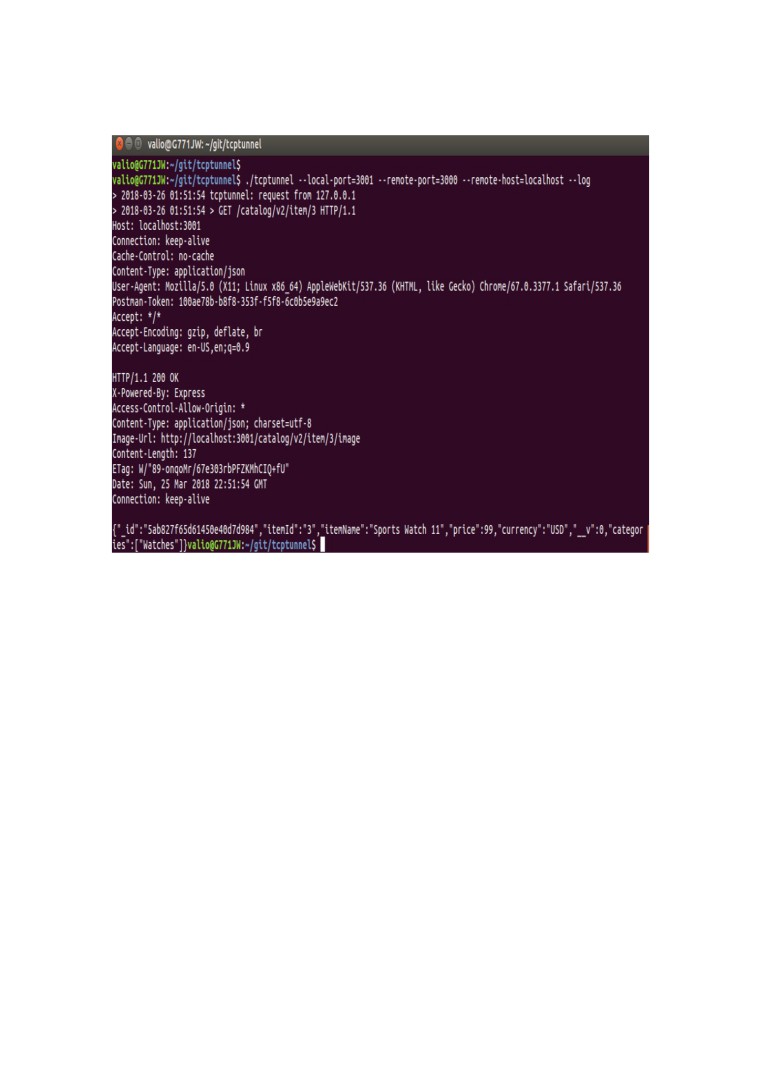 valio@G771JW: ~/git/tcptunnel
valio@G771JW:~/git/tcptunnel$
valio@G771JW:~/git/tcptunnel$ ./tcptunnel --local-port=3001 --remote-port=3000 --remote-host=localhost --log
> 2018-03-26 01:51:54 tcptunnel: request from 127.0.0.1
> 2018-03-26 01:51:54 > GET /catalog/v2/item/3 HTTP/1.1
Host: localhost:3001
Connection: keep-alive
Cache-Control: no-cache
Content-Type: application/json
User-Agent: Mozilla/5.0 (X11; Linux x86_64) AppleWebKit/537.36 (KHTML, like Gecko) Chrome/67.0.3377.1 Safari/537.36
Postman-Token: 100ae78b-b8f8-353f-f5f8-6c0b5e9a9ec2
Accept: */*
Accept-Encoding: gzip, deflate, br
Accept-Language: en-US,en;q=0.9
HTTP/1.1 200 OK
X-Powered-By: Express
Access-Control-Allow-Origin: *
Content-Type: application/json; charset=utf-8
Image-Url: http://localhost:3001/catalog/v2/item/3/image
Content-Length: 137
ETag: W/"89-onqoMr/67e303rbPFZKMhCIQ+fU"
Date: Sun, 25 Mar 2018 22:51:54 GMT
Connection: keep-alive
{"_id":"5ab827f65d61450e40d7d984","itemId":"3","itemName":"Sports Watch 11","price":99,"currency":"USD","__v":0,"categor
ies":["Watches"]}valio@G771JW:~/git/tcptunnel$